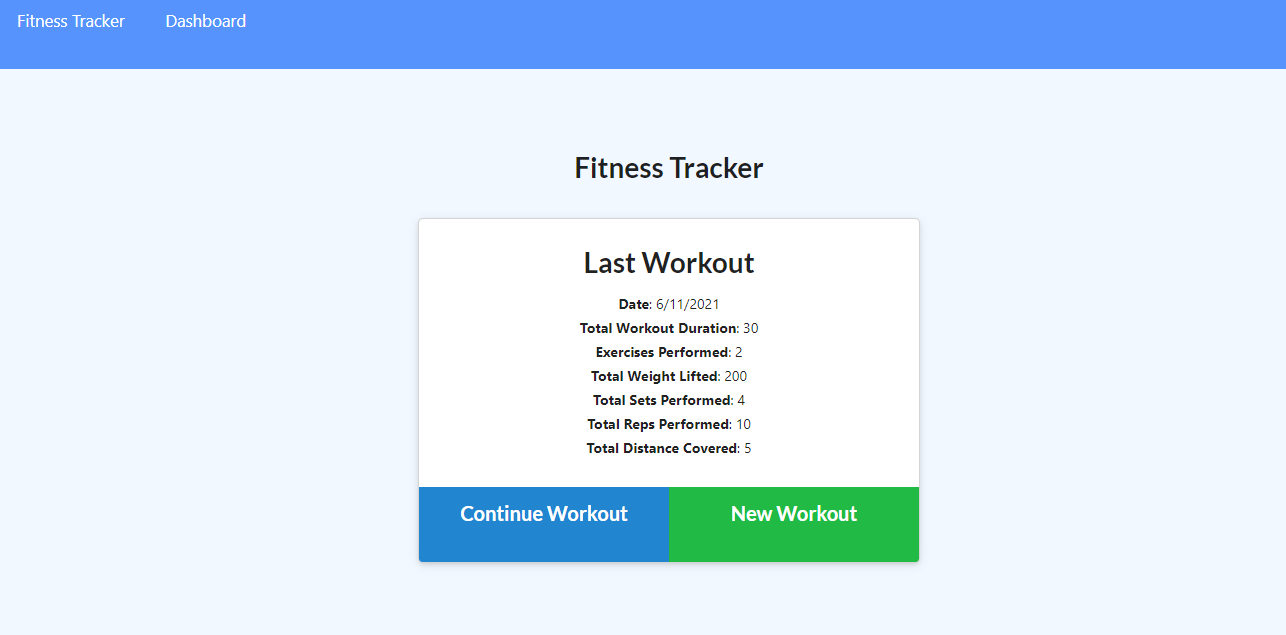 Fitness Tracker Dashboard
Fitness Tracker
Last Workout
Date: 6/11/2021
Total Workout Duration: 30
Exercises Performed: 2
Total Weight Lifted: 200
Total Sets Performed: 4
Total Reps Performed: 10
Total Distance Covered: 5
Continue Workout New Workout